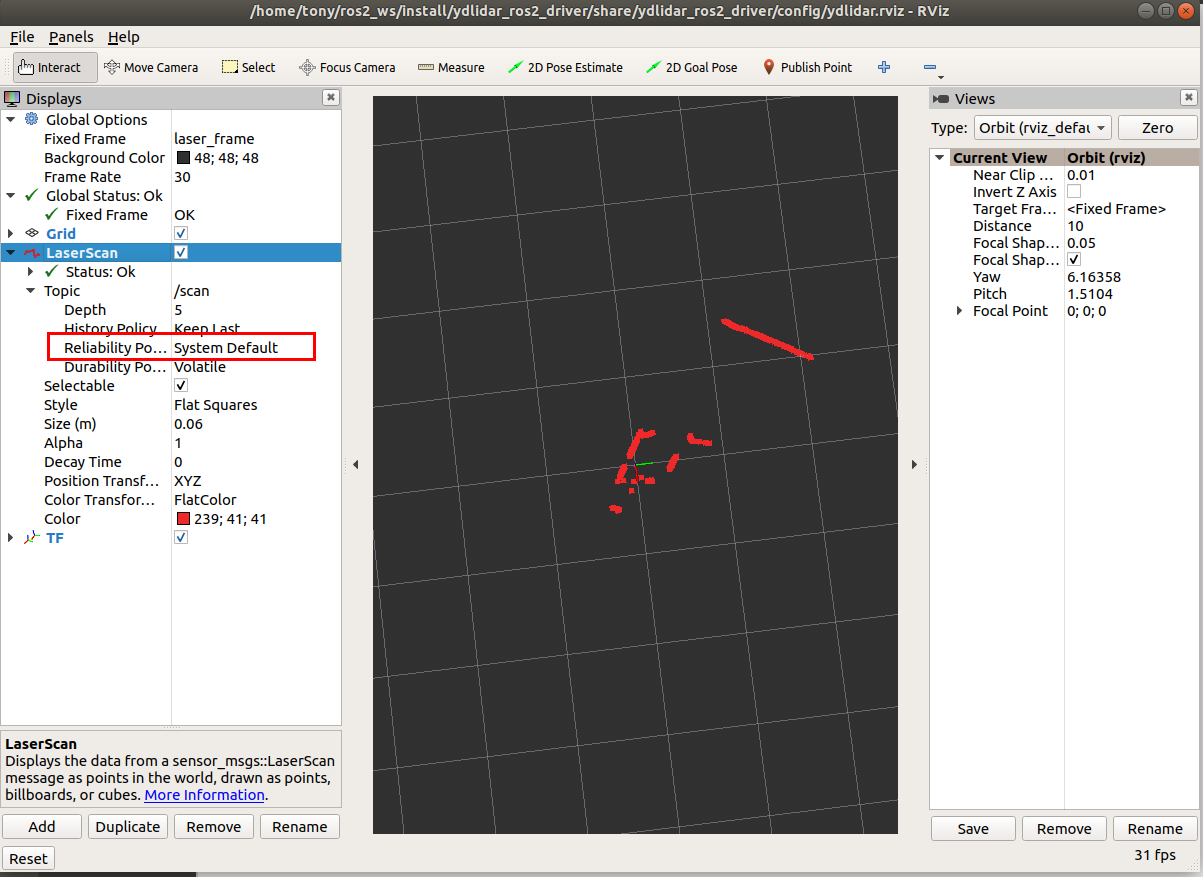 /home/tony/ros2_ws/install/ydlidar_ros2_driver/share/ydlidar_ros2_driver/config/ydlidar.rviz - RViz
File Panels Help
Interact Move Camera Select Focus Camera Measure 2D Pose Estimate 2D Goal Pose Publish Point
Displays
Global Options
Fixed Frame laser_frame
Background Color 48; 48; 48
Frame Rate 30
Global Status: Ok
Fixed Frame OK
Grid
LaserScan
Status: Ok
Topic /scan
Depth 5
History Policy Keep Last
Reliability Po... System Default
Durability Po... Volatile
Selectable
Style Flat Squares
Size (m) 0.06
Alpha 1
Decay Time 0
Position Transf... XYZ
Color Transfor... FlatColor
Color 239; 41; 41
TF
LaserScan
Displays the data from a sensor_msgs::LaserScan
message as points in the world, drawn as points,
billboards, or cubes. More Information.
Add Duplicate Remove Rename
Reset
Views
Type: Orbit (rviz_defau Zero
Current View Orbit (rviz)
Near Clip ... 0.01
Invert Z Axis
Target Fra... <Fixed Frame>
Distance 10
Focal Shap... 0.05
Focal Shap...
Yaw 6.16358
Pitch 1.5104
Focal Point 0; 0; 0
Save Remove Rename
31 fps